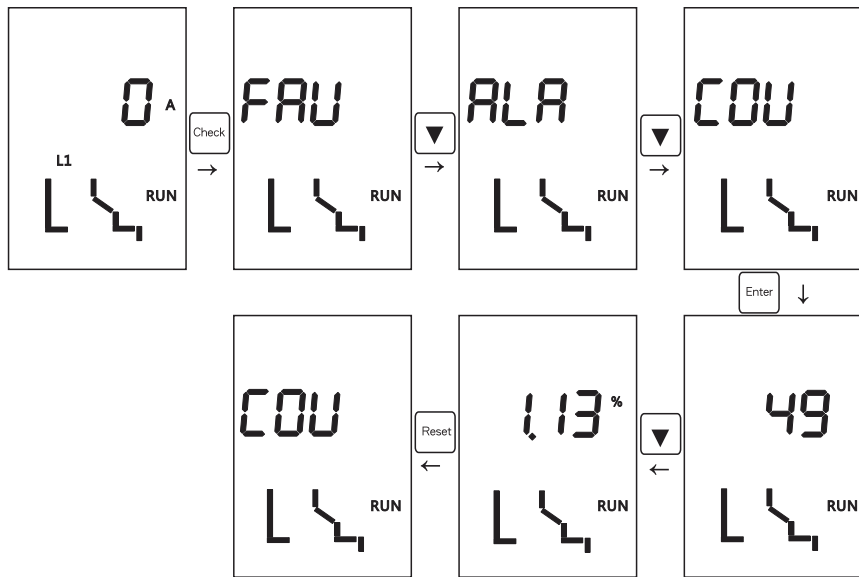 0 A
L1
RUN
Check
→
FAU
RUN
▼
→
ALA
RUN
▼
→
COU
RUN
Enter ↓
49
RUN
▼
←
1.13 %
RUN
Reset
←
COU
RUN